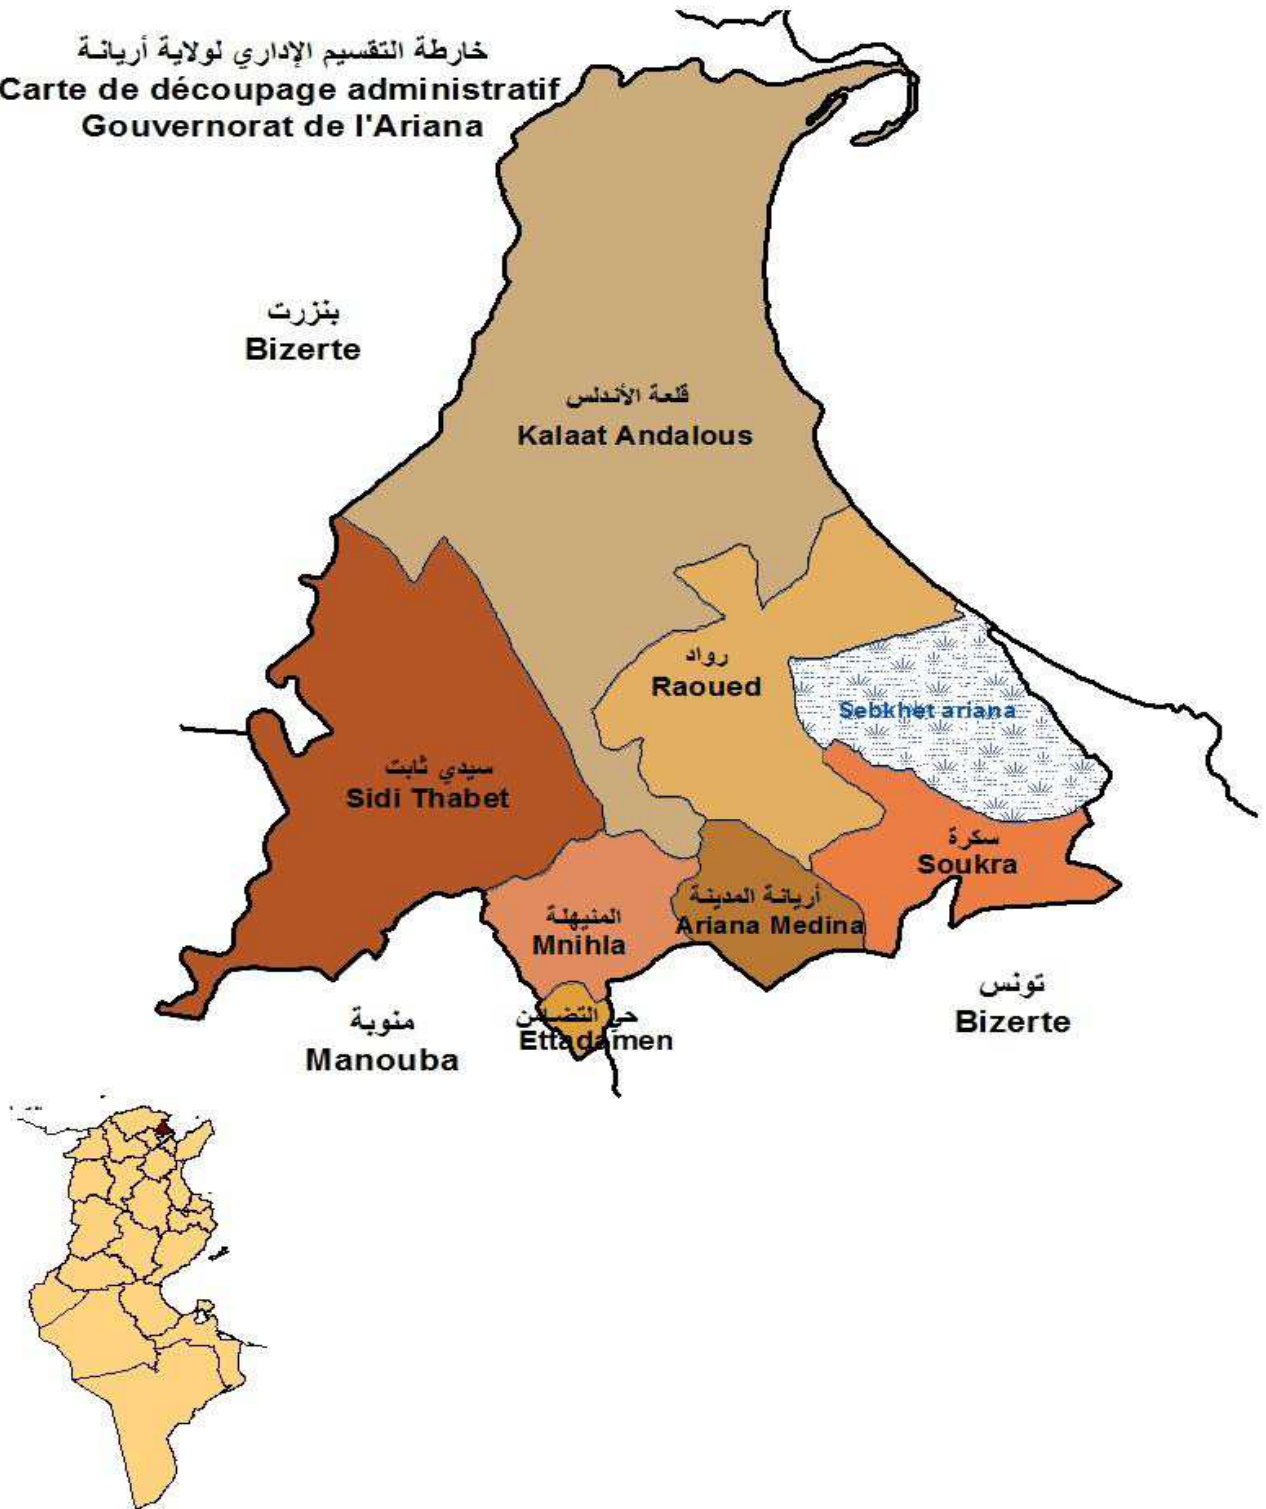 خارطة التقسيم الإداري لولاية أريانة
Carte de découpage administratif
Gouvernorat de l'Ariana
بنزرت
Bizerte
قلعة الأندلس
Kalaat Andalous
رواد
Raoued
Sebkhet ariana
سيدي ثابت
Sidi Thabet
سكرة
Soukra
أريانة المدينة
Ariana Medina
المنيهلة
Mnihla
حي التضامن
Ettadamen
تونس
Bizerte
منوبة
Manouba